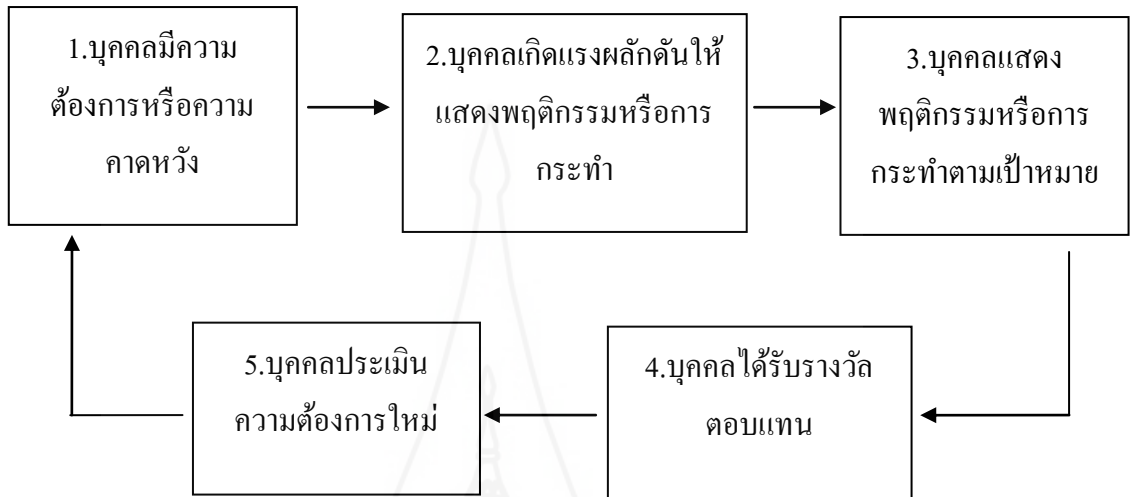 1.บุคคลมีความ
ต้องการหรือความ
คาดหวัง
2.บุคคลเกิดแรงผลักดันให้
แสดงพฤติกรรมหรือการ
กระทำ
3.บุคคลแสดง
พฤติกรรมหรือการ
กระทำตามเป้าหมาย
4.บุคคลได้รับรางวัล
ตอบแทน
5.บุคคลประเมิน
ความต้องการใหม่